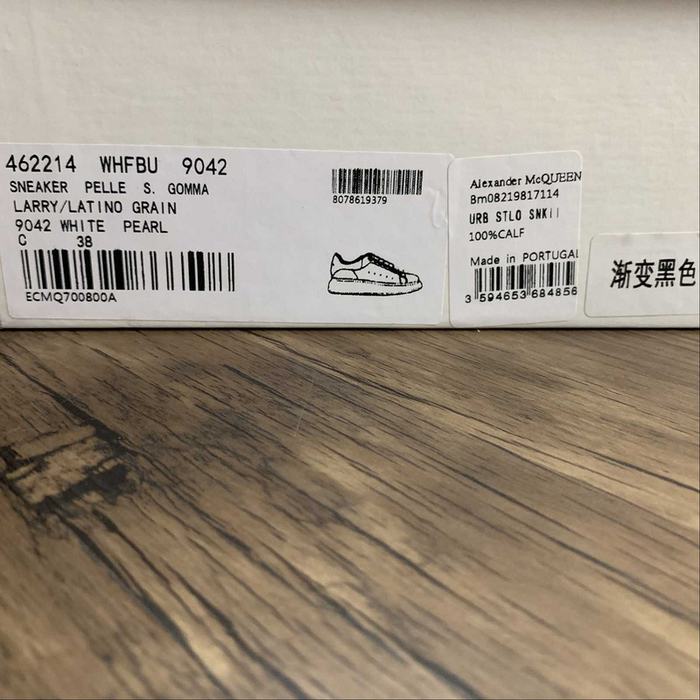 462214 WHFBU 9042
SNEAKER PELLE S. GOMMA
LARRY/LATINO GRAIN
9042 WHITE PEARL
C 38
ECMQ700800A
8078619379
Alexander McQUEEN
Bm08219817114
URB STLO SNKII
100%CALF
Made in PORTUGAL
3 594653 684856
渐变黑色